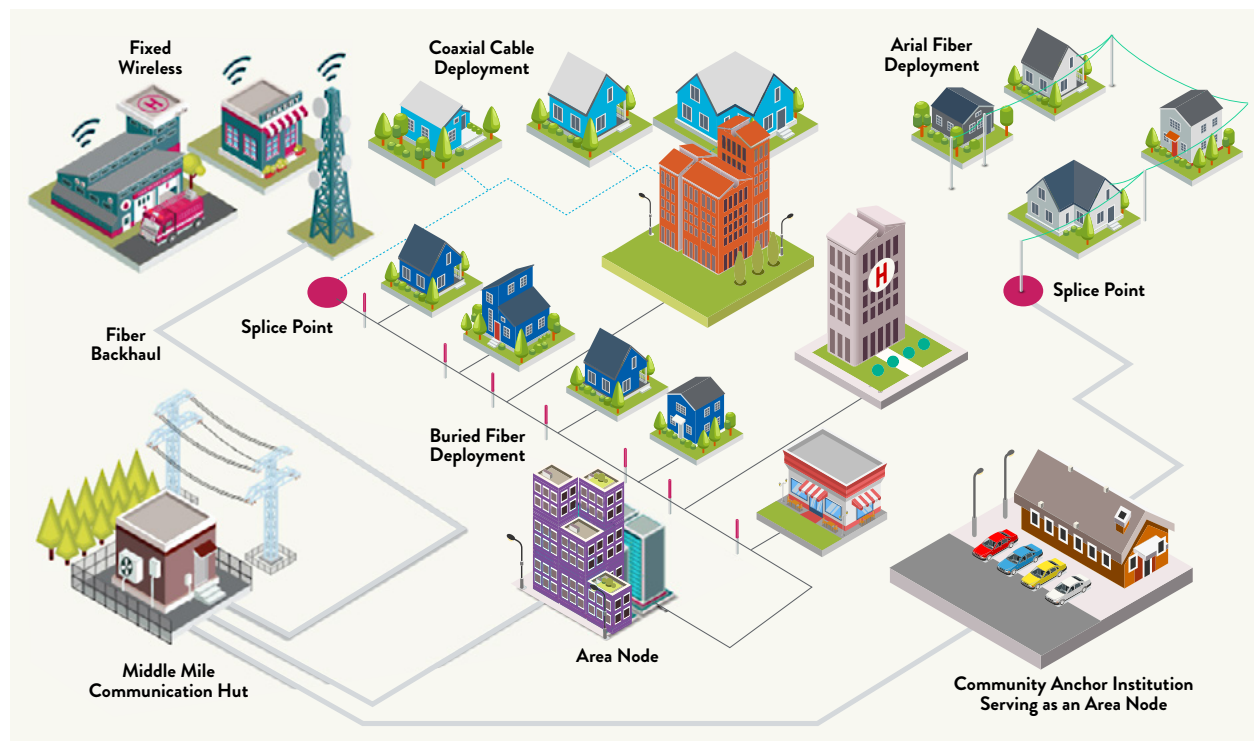 Fixed
Wireless
Coaxial Cable
Deployment
Arial Fiber
Deployment
H
H
Splice Point
Splice Point
Fiber
Backhaul
Buried Fiber
Deployment
Area Node
Middle Mile
Communication Hut
Community Anchor Institution
Serving as an Area Node